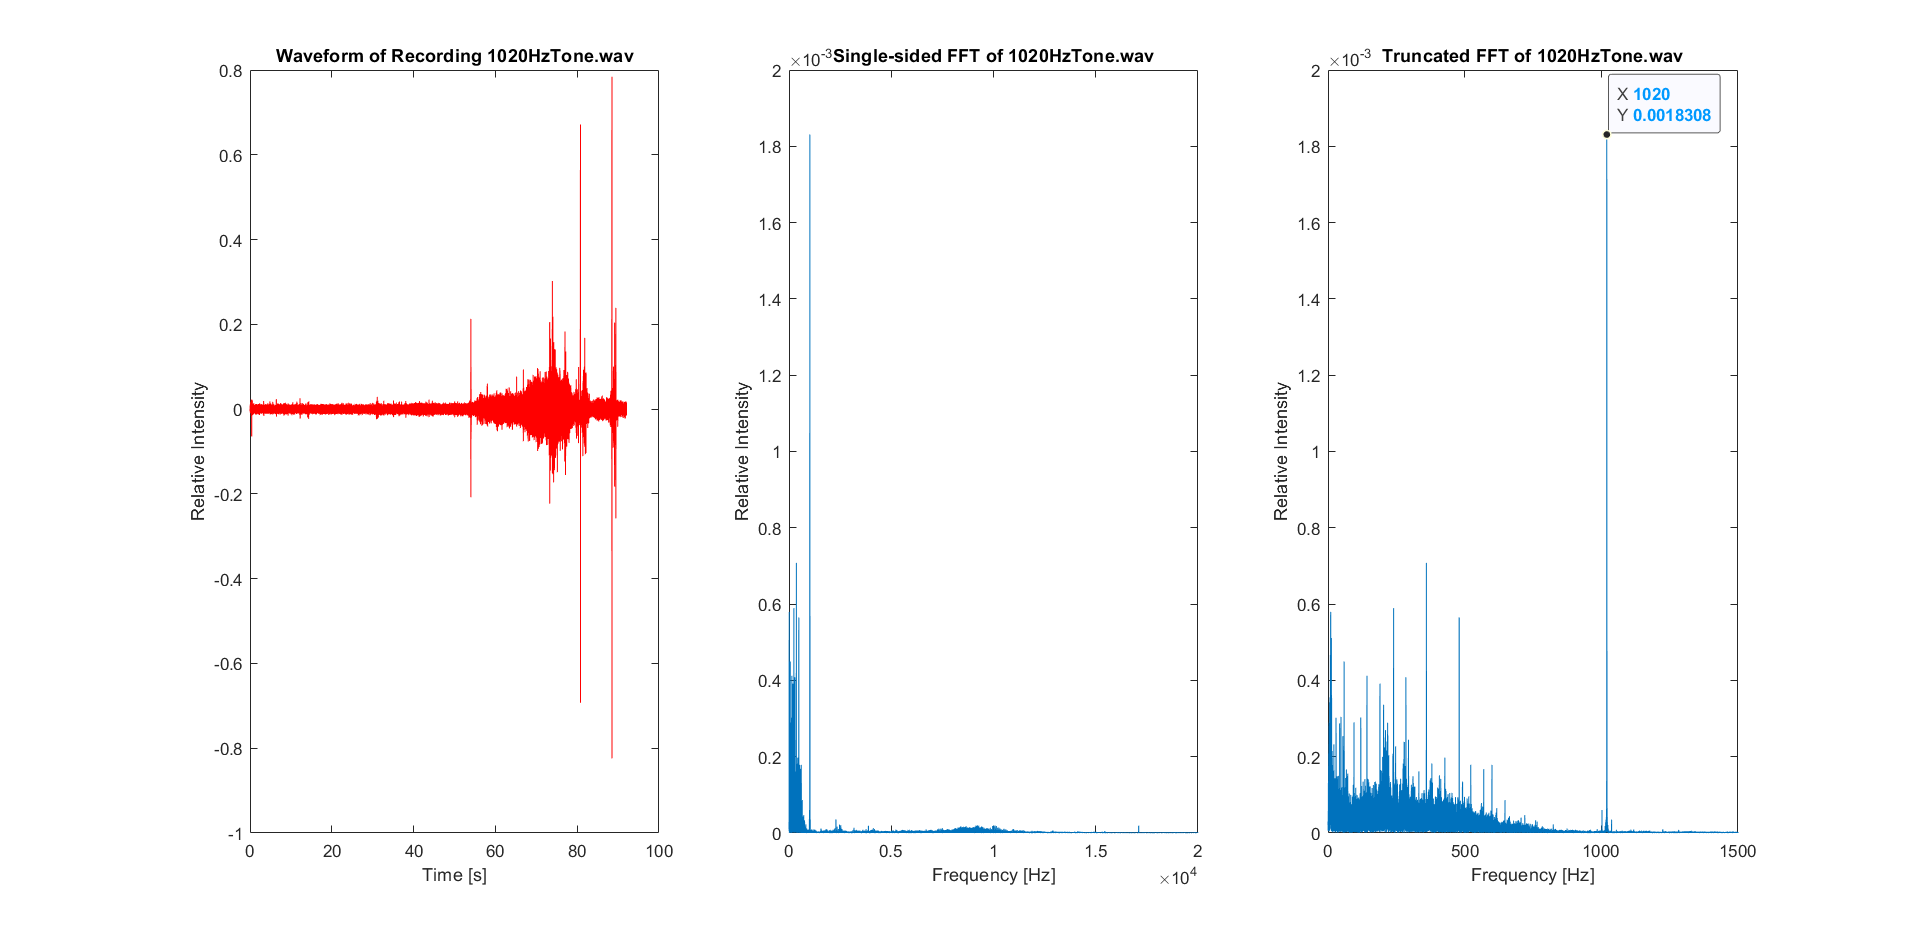 Waveform of Recording 1020HzTone.wav
0.8
0.6
0.4
0.2
0
-0.2
-0.4
-0.6
-0.8
-1
Relative Intensity
0 20 40 60 80 100
Time [s]
×10-3 Single-sided FFT of 1020HzTone.wav
2
1.8
1.6
1.4
1.2
1
0.8
0.6
0.4
0.2
0
Relative Intensity
0 0.5 1 1.5 2
Frequency [Hz]
×104
×10-3 Truncated FFT of 1020HzTone.wav
X 1020
Y 0.0018308
2
1.8
1.6
1.4
1.2
1
0.8
0.6
0.4
0.2
0
Relative Intensity
0 500 1000 1500
Frequency [Hz]